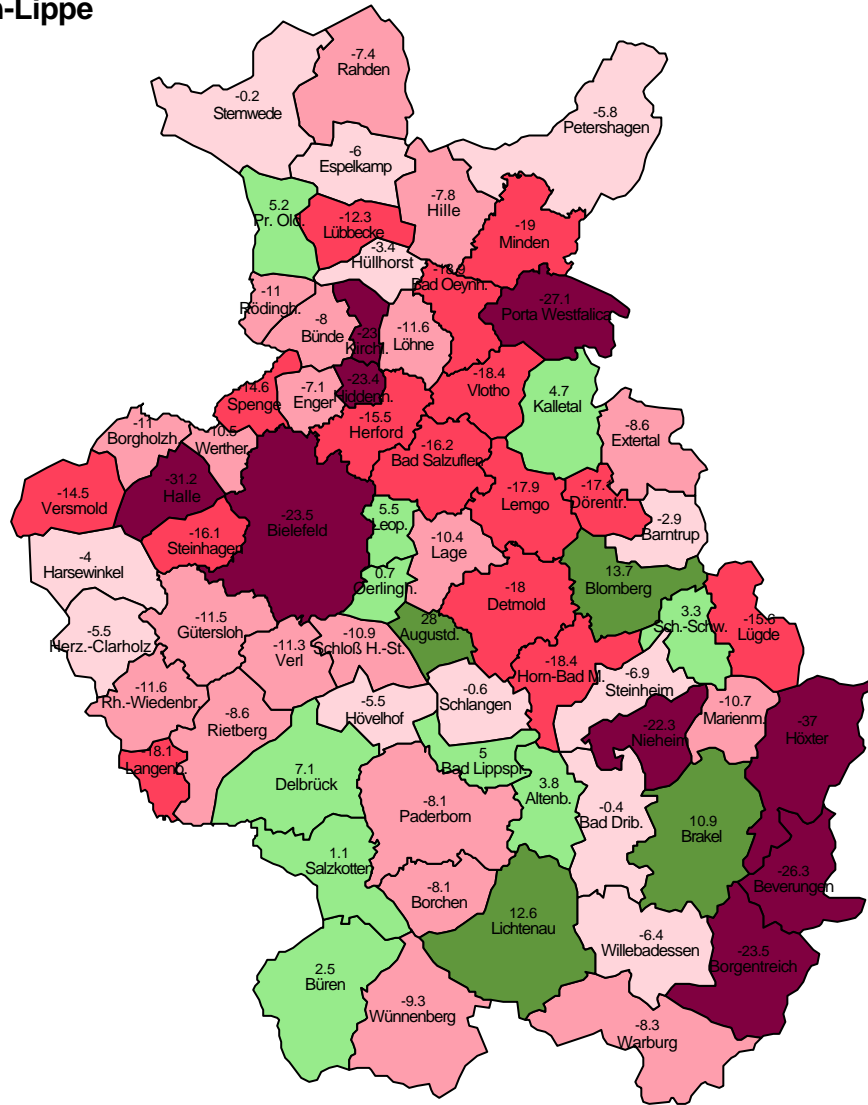 n-Lippe
-7.4
Rahden
-0.2
Stemwede
-5.8
Petershagen
-6
Espelkamp
-7.8
Hille
5.2
Pr. Old.
-12.3
Lübbecke
-19
Minden
-3.4
Hüllhorst
-18.9
Bad Oeynh.
-11
Rödingh.
-27.1
Porta Westfalica
-8
Bünde
-23
Kirchl.
-11.6
Löhne
-14.6
Spenge
-7.1
Enger
-23.4
Hiddenh.
-18.4
Vlotho
4.7
Kalletal
-15.5
Herford
-8.6
Extertal
-11
Borgholzh.
-10.5
Werther
-16.2
Bad Salzuflen
-31.2
Halle
-14.5
Versmold
-17.9
Lemgo
Dörentr.
-23.5
Bielefeld
5.5
Leop.
-16.1
Steinhagen
-10.4
Lage
-2.9
Barntrup
-4
Harsewinkel
0.7
Oerlingh.
13.7
Blomberg
-18
Detmold
-5.5
Herz.-Clarholz
-11.5
Gütersloh
28
Augustd.
3.3
Sch.-Schw.
-15.6
Lügde
-11.3
Verl
-10.9
Schloß H.-St.
-18.4
Horn-Bad M.
-6.9
Steinheim
-11.6
Rh.-Wiedenbr.
-5.5
Hövelhof
-0.6
Schlangen
-10.7
Marienm.
-8.6
Rietberg
-22.3
Nieheim
-37
Höxter
-18.1
Langenb.
7.1
Delbrück
5
Bad Lippspr.
3.8
Altenb.
-8.1
Paderborn
-0.4
Bad Drib.
10.9
Brakel
1.1
Salzkotten
-26.3
Beverungen
-8.1
Borchen
12.6
Lichtenau
-6.4
Willebadessen
-23.5
Borgentreich
2.5
Büren
-9.3
Wünnenberg
-8.3
Warburg